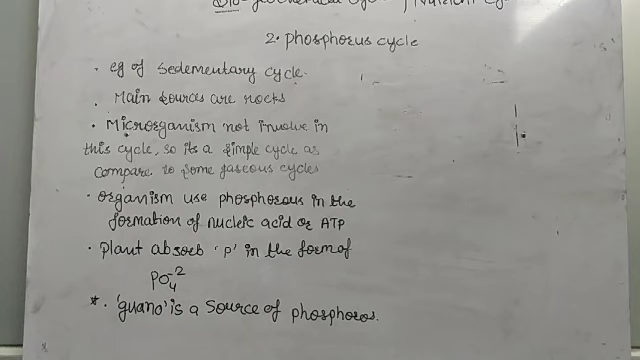 2. phosphorus cycle
• eg of sedementary cycle.
• Main sources are rocks
• Microrganism not involve in
this cycle, so its a simple cycle as
compare to some gaseous cycles
• organism use phosphorous in the
formation of nucleic acid or ATP
• plant absorb 'p' in the form of
PO₄⁻²
*. 'guano' is a source of phosphoros.